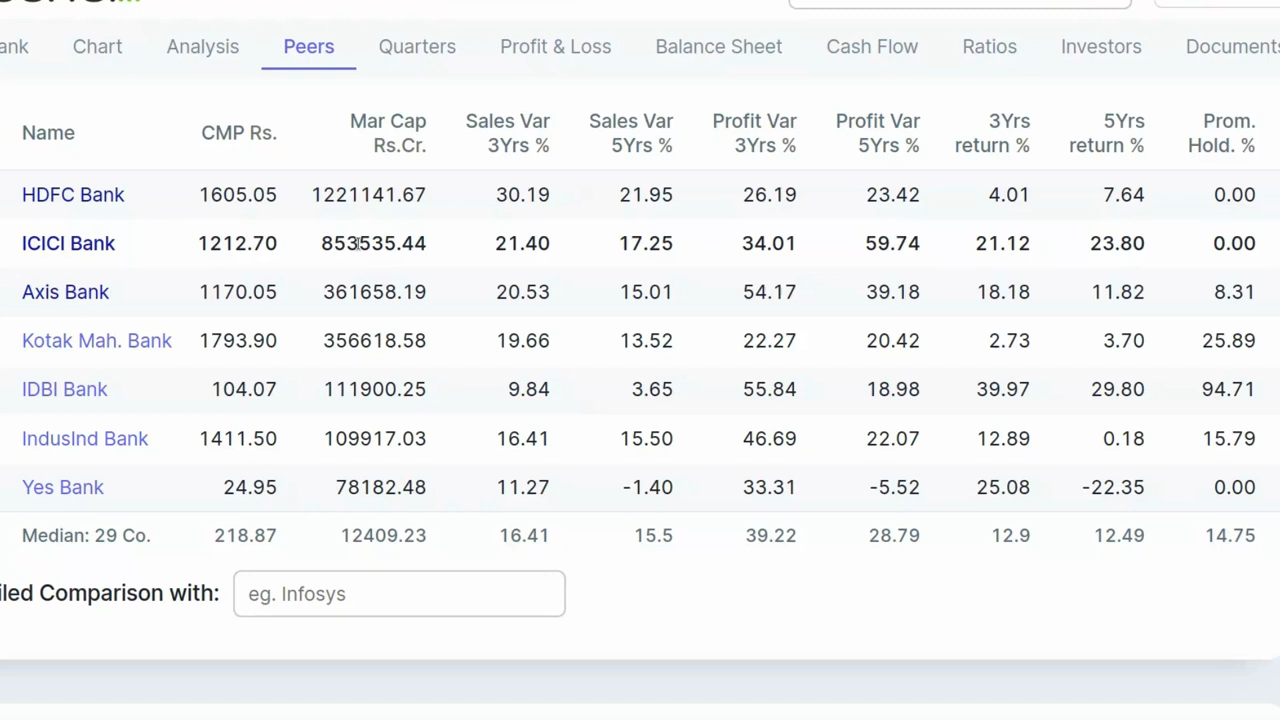 ank Chart Analysis Peers Quarters Profit & Loss Balance Sheet Cash Flow Ratios Investors Documents
Name CMP Rs. Mar Cap Rs.Cr. Sales Var 3Yrs % Sales Var 5Yrs % Profit Var 3Yrs % Profit Var 5Yrs % 3Yrs return % 5Yrs return % Prom. Hold. %
HDFC Bank 1605.05 1221141.67 30.19 21.95 26.19 23.42 4.01 7.64 0.00
ICICI Bank 1212.70 853535.44 21.40 17.25 34.01 59.74 21.12 23.80 0.00
Axis Bank 1170.05 361658.19 20.53 15.01 54.17 39.18 18.18 11.82 8.31
Kotak Mah. Bank 1793.90 356618.58 19.66 13.52 22.27 20.42 2.73 3.70 25.89
IDBI Bank 104.07 111900.25 9.84 3.65 55.84 18.98 39.97 29.80 94.71
IndusInd Bank 1411.50 109917.03 16.41 15.50 46.69 22.07 12.89 0.18 15.79
Yes Bank 24.95 78182.48 11.27 -1.40 33.31 -5.52 25.08 -22.35 0.00
Median: 29 Co. 218.87 12409.23 16.41 15.5 39.22 28.79 12.9 12.49 14.75
iled Comparison with: eg. Infosys